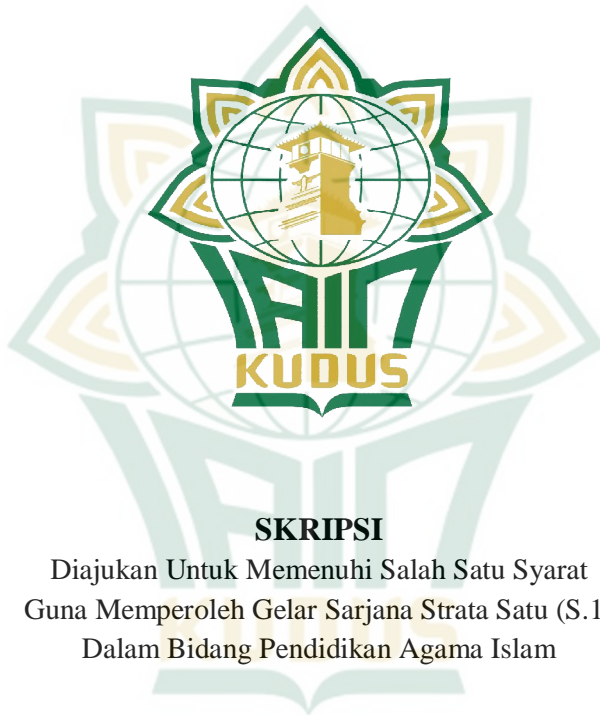 IAIN
KUDUS
SKRIPSI
Diajukan Untuk Memenuhi Salah Satu Syarat
Guna Memperoleh Gelar Sarjana Strata Satu (S.1
Dalam Bidang Pendidikan Agama Islam